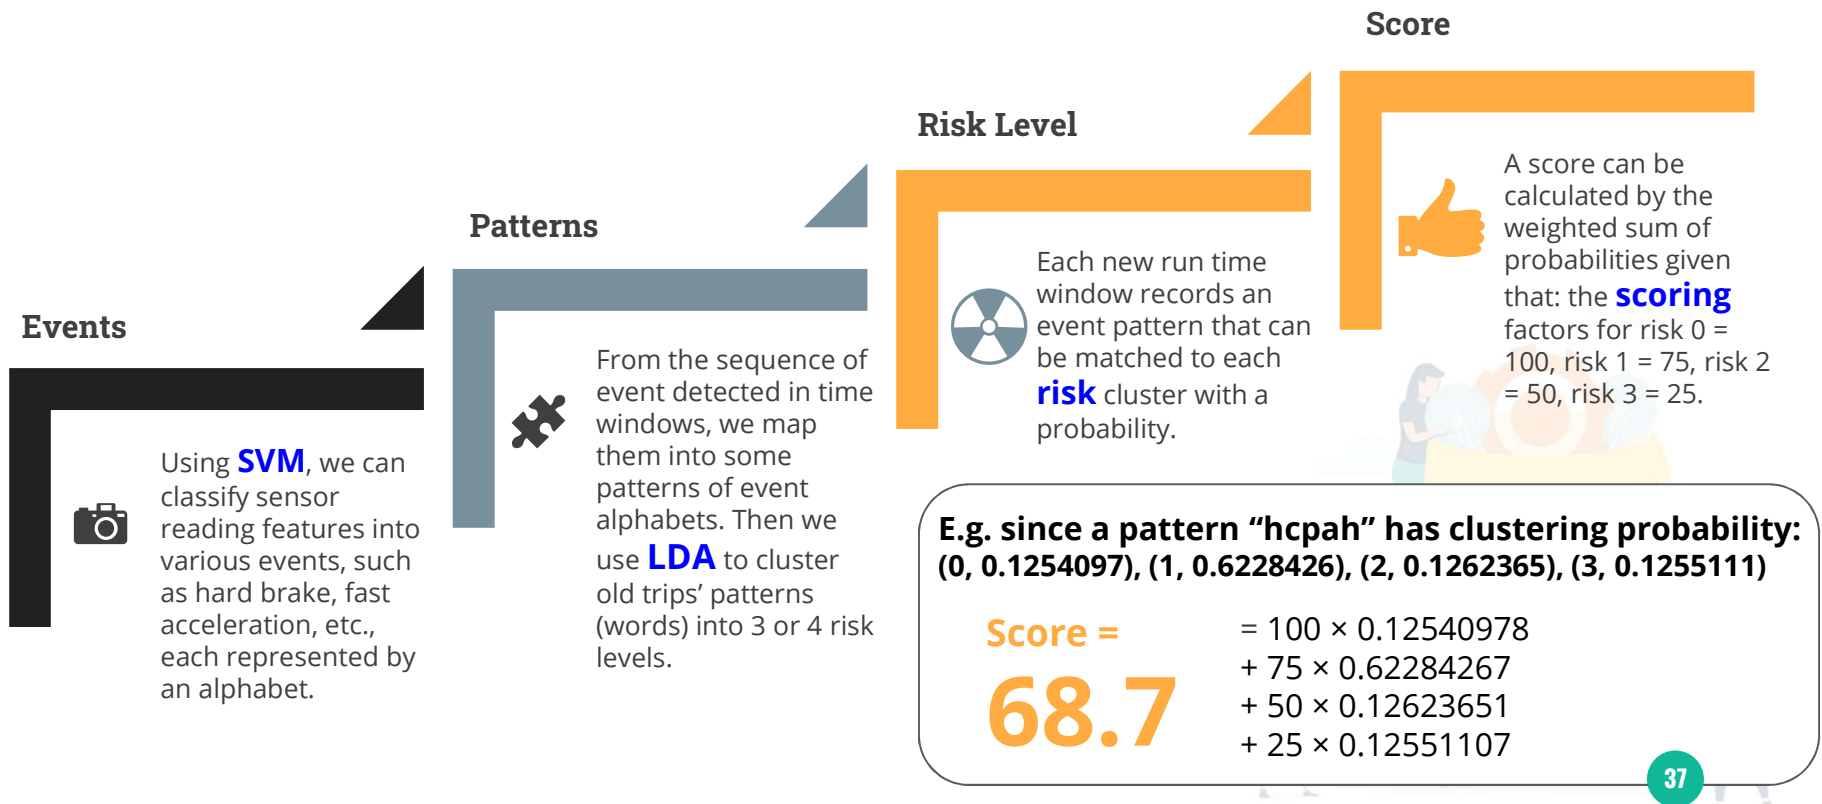 Events
Using SVM, we can
classify sensor
reading features into
various events, such
as hard brake, fast
acceleration, etc.,
each represented by
an alphabet.
Patterns
From the sequence of
event detected in time
windows, we map
them into some
patterns of event
alphabets. Then we
use LDA to cluster
old trips’ patterns
(words) into 3 or 4 risk
levels.
Risk Level
Each new run time
window records an
event pattern that can
be matched to each
risk cluster with a
probability.
Score
A score can be
calculated by the
weighted sum of
probabilities given
that: the scoring
factors for risk 0 =
100, risk 1 = 75, risk 2
= 50, risk 3 = 25.
E.g. since a pattern “hcpah” has clustering probability:
(0, 0.1254097), (1, 0.6228426), (2, 0.1262365), (3, 0.1255111)
Score =
68.7
= 100 × 0.12540978
+ 75 × 0.62284267
+ 50 × 0.12623651
+ 25 × 0.12551107
37